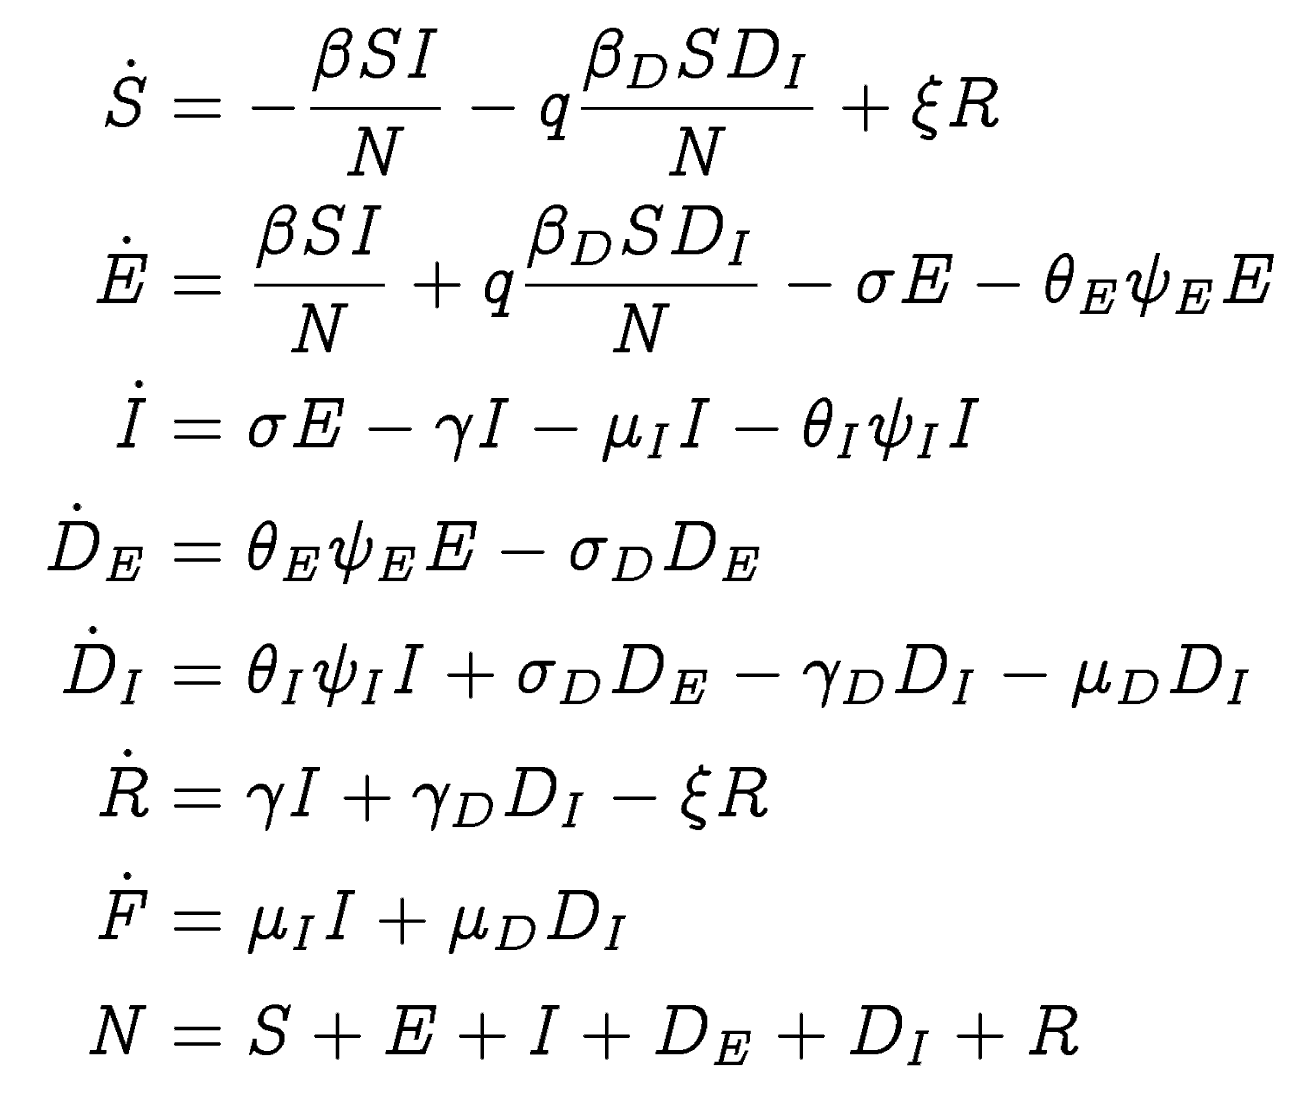 \dot{S} = -\frac{\beta S I}{N} - q\frac{\beta_D S D_I}{N} + \xi R
\dot{E} = \frac{\beta S I}{N} + q\frac{\beta_D S D_I}{N} - \sigma E - \theta_E \psi_E E
\dot{I} = \sigma E - \gamma I - \mu_I I - \theta_I \psi_I I
\dot{D}_E = \theta_E \psi_E E - \sigma_D D_E
\dot{D}_I = \theta_I \psi_I I + \sigma_D D_E - \gamma_D D_I - \mu_D D_I
\dot{R} = \gamma I + \gamma_D D_I - \xi R
\dot{F} = \mu_I I + \mu_D D_I
N = S + E + I + D_E + D_I + R